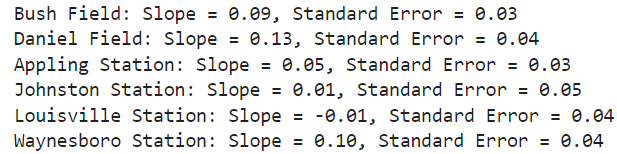 Bush Field: Slope = 0.09, Standard Error = 0.03
Daniel Field: Slope = 0.13, Standard Error = 0.04
Appling Station: Slope = 0.05, Standard Error = 0.03
Johnston Station: Slope = 0.01, Standard Error = 0.05
Louisville Station: Slope = -0.01, Standard Error = 0.04
Waynesboro Station: Slope = 0.10, Standard Error = 0.04